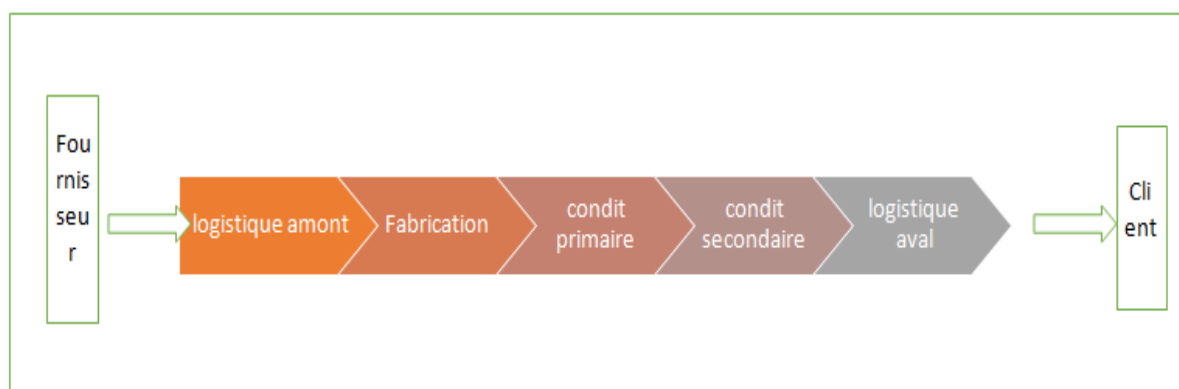 Fou
rnis
seu
r
logistique amont
Fabrication
condit
primaire
condit
secondaire
logistique
aval
Cli
ent